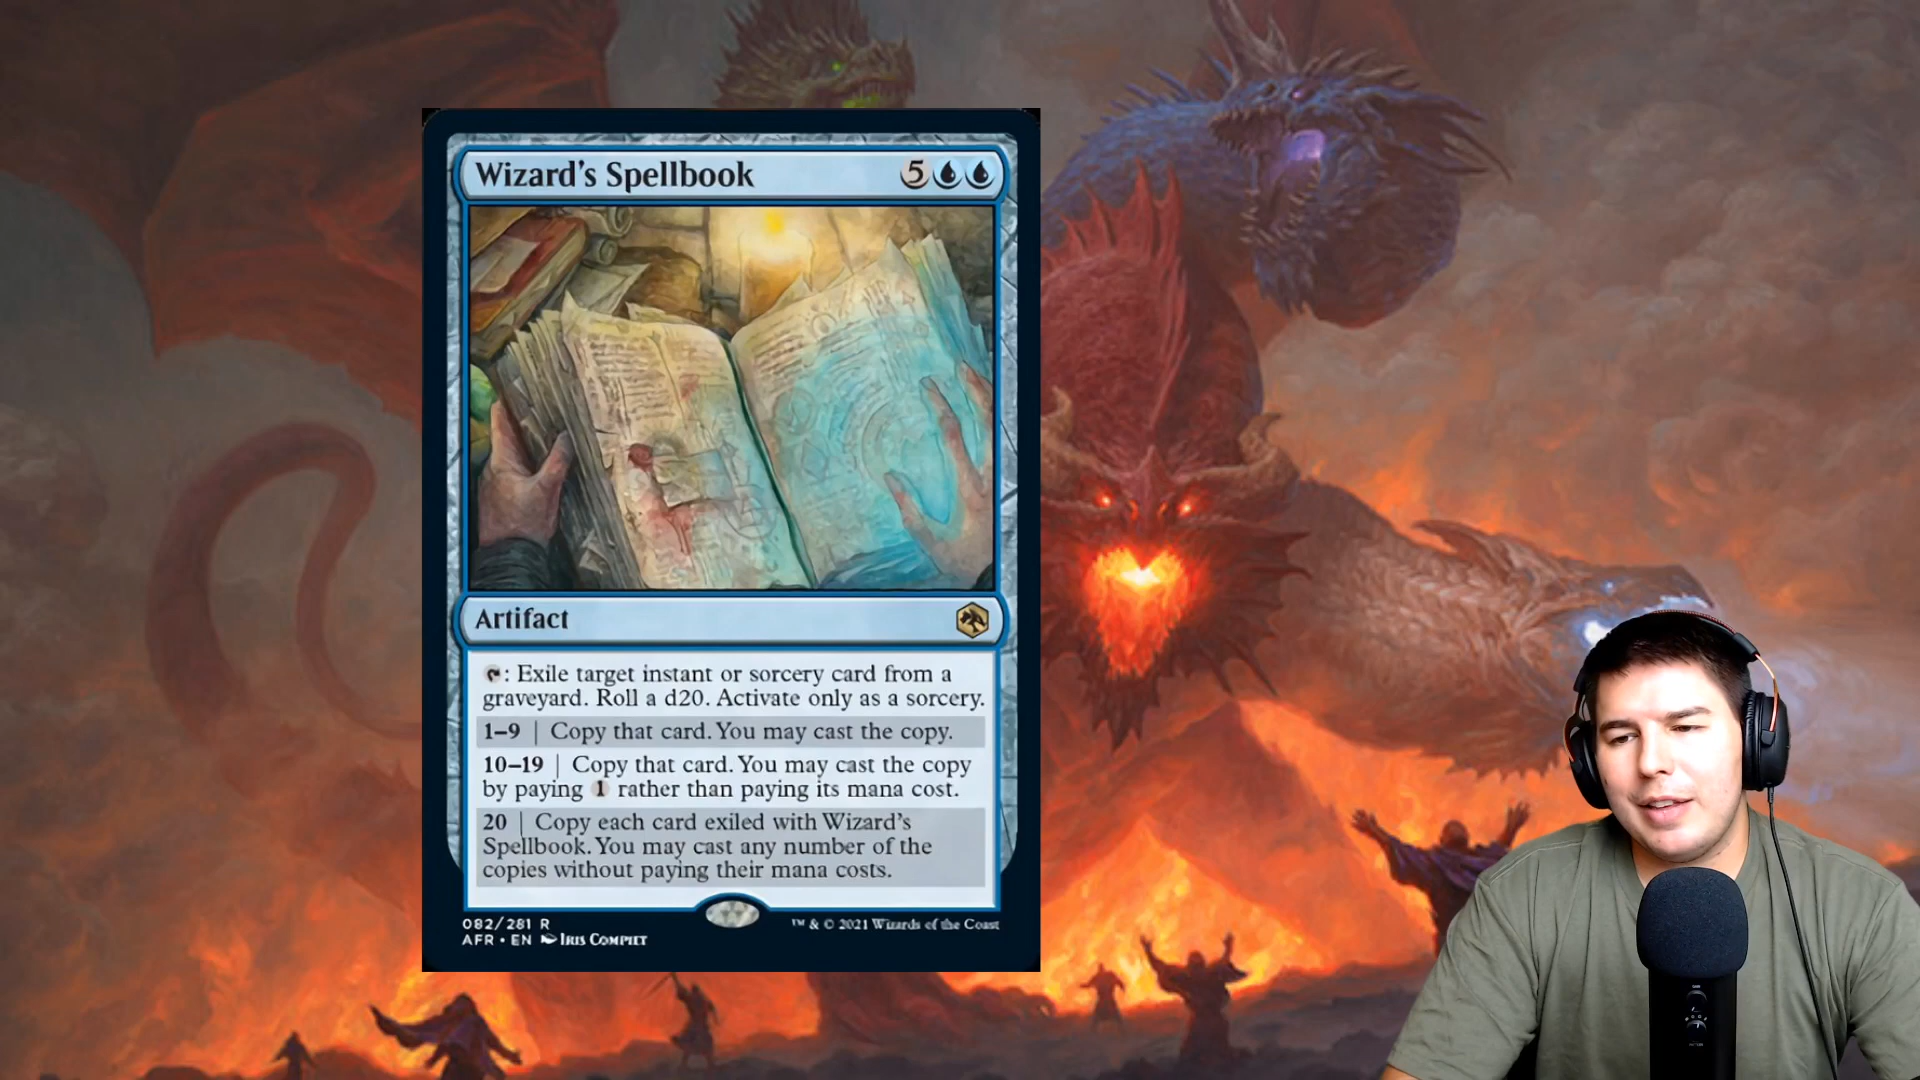 Wizard's Spellbook 5
Artifact
: Exile target instant or sorcery card from a
graveyard. Roll a d20. Activate only as a sorcery.
1–9 | Copy that card. You may cast the copy.
10–19 | Copy that card. You may cast the copy
by paying 1 rather than paying its mana cost.
20 | Copy each card exiled with Wizard's
Spellbook. You may cast any number of the
copies without paying their mana costs.
082/281 R
AFR • EN Iris Compiet
™ & © 2021 Wizards of the Coast